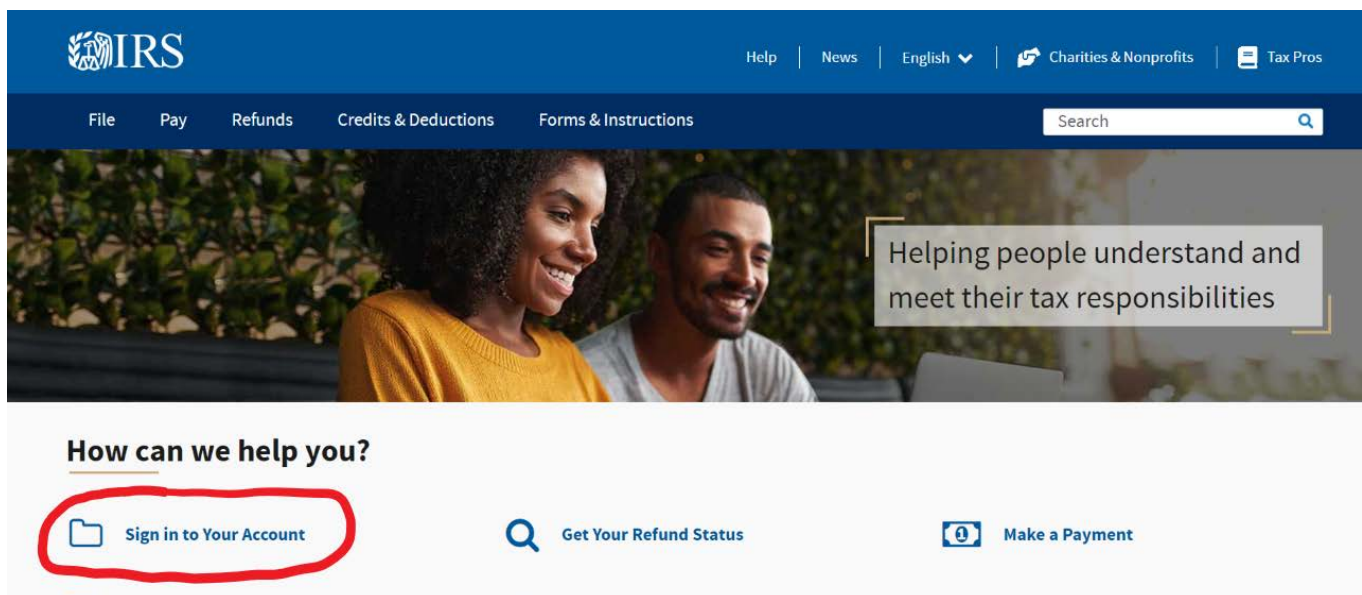 IRS
Help News English Charities & Nonprofits Tax Pros
File Pay Refunds Credits & Deductions Forms & Instructions Search
Helping people understand and
meet their tax responsibilities
How can we help you?
Sign in to Your Account Get Your Refund Status Make a Payment